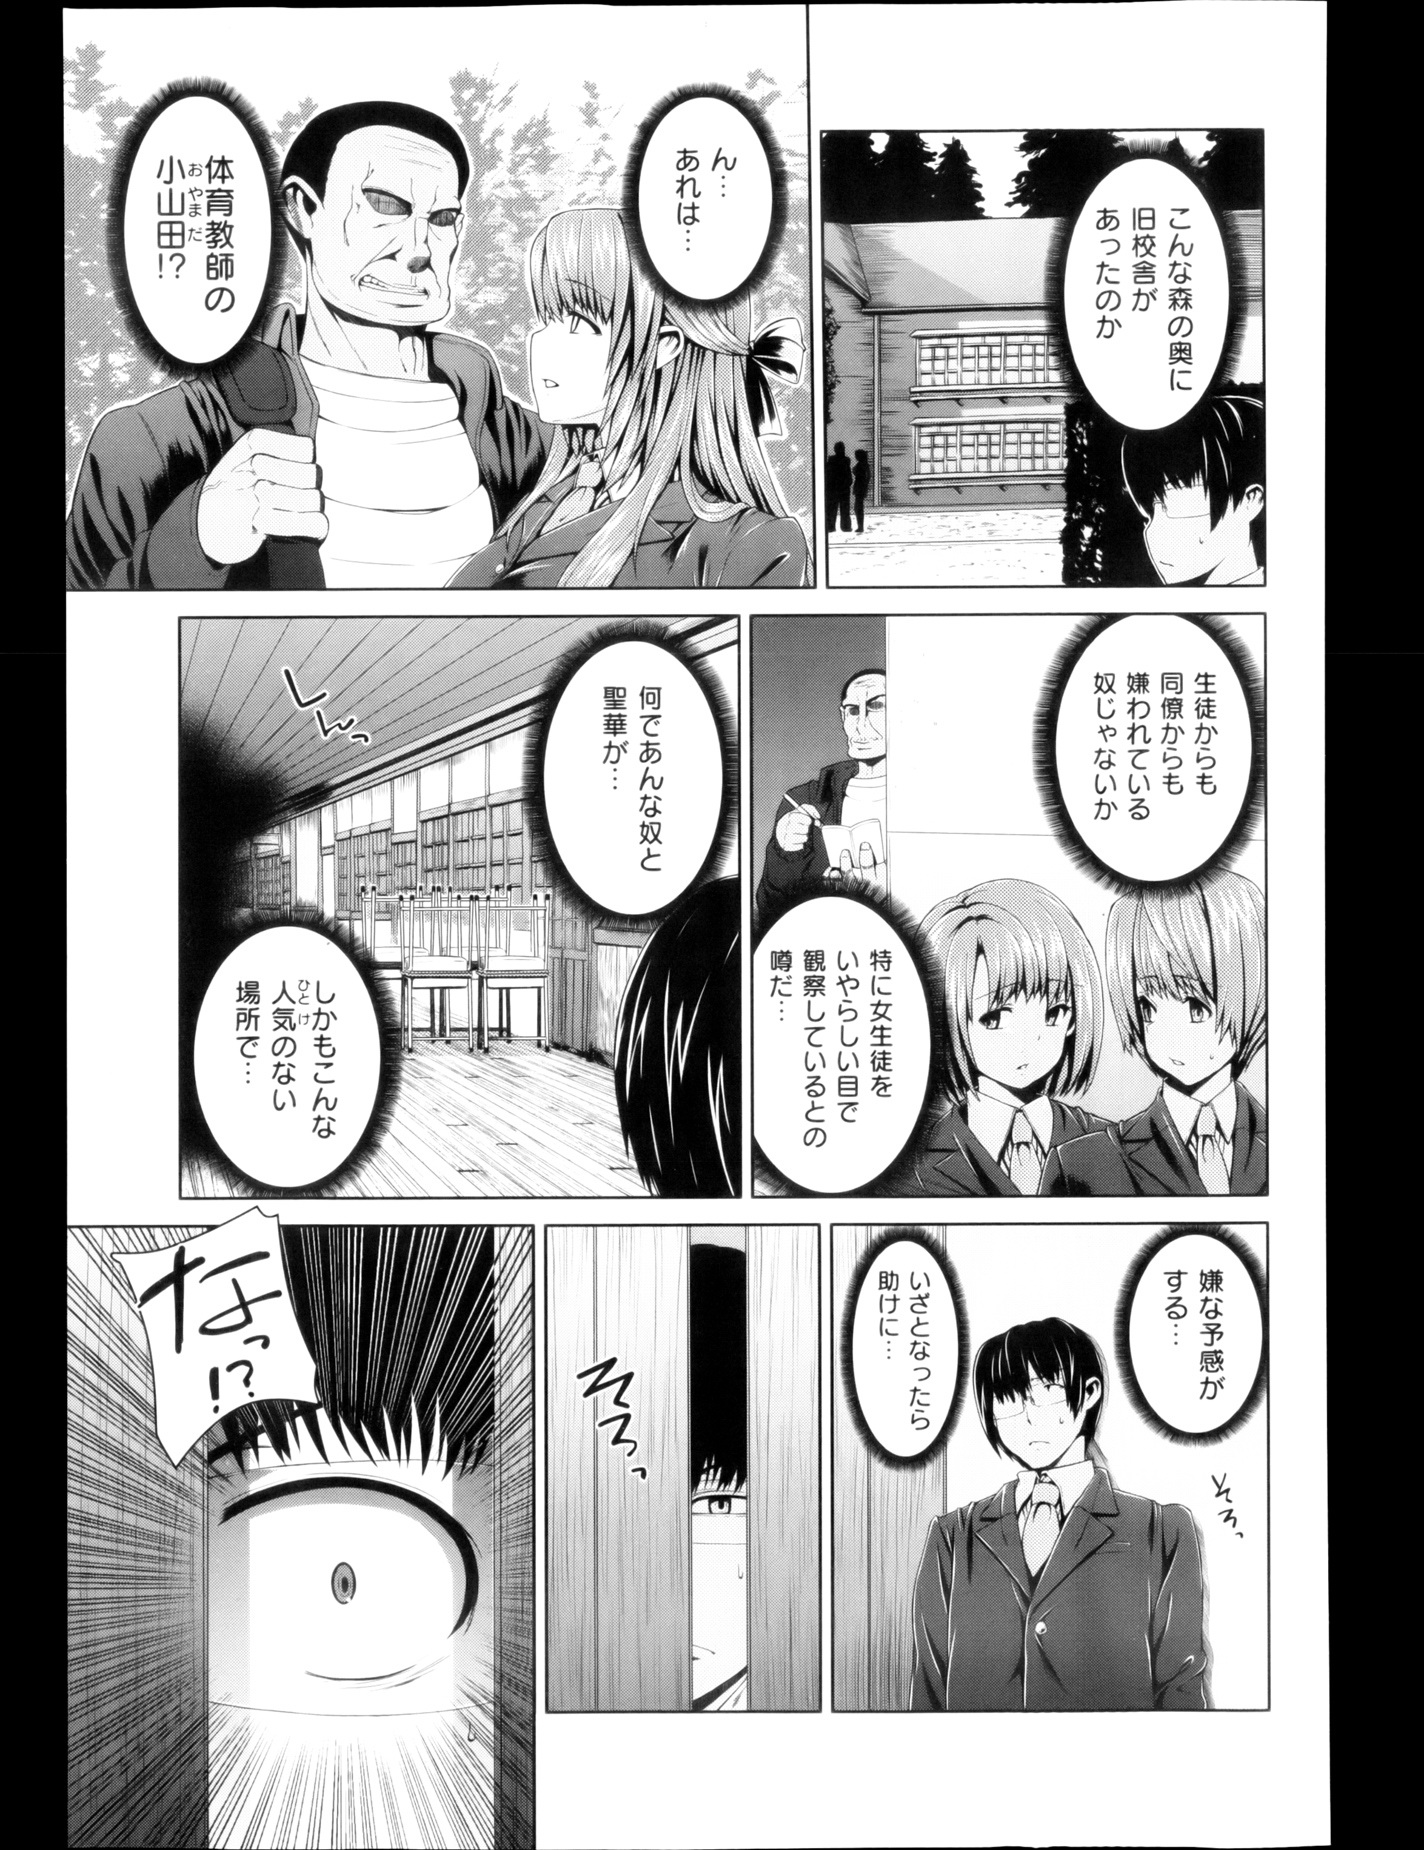 こんな森の奥に
旧校舎が
あったのか
ん…
あれは…
体育教師の
小山田!?
おやまだ
生徒からも
同僚からも
嫌われている
奴じゃないか
特に女生徒を
いやらしい目で
観察しているとの
噂だ…
何であんな奴と
聖華が…
しん…っ
しかもこんな
人気のない
ひとけ
場所で…
嫌な予感が
する…
いざとなったら
助けに…
そろ、
そろっ
なっ!?